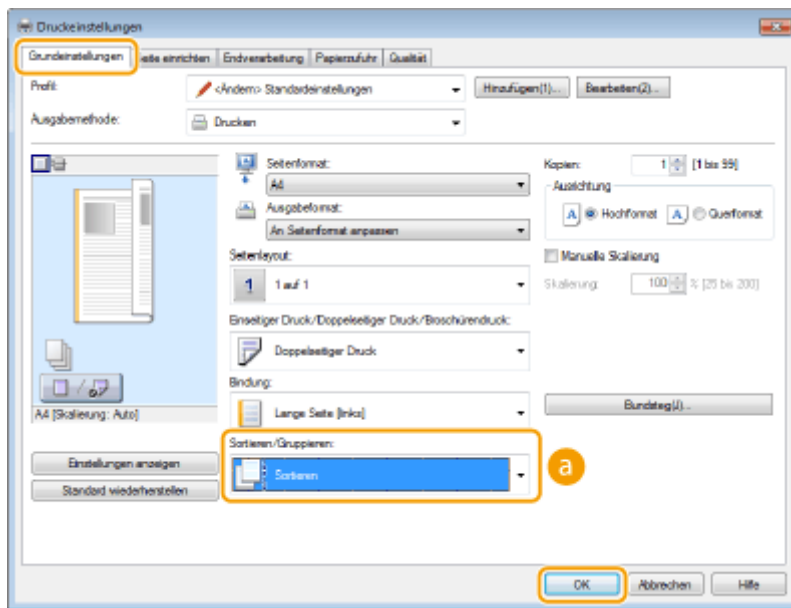 Druckeinstellungen
Grundeinstellungen Seite einrichten Endverarbeitung Papierzufuhr Qualität
Profil: <Ändern> Standardeinstellungen Hinzufügen(1)... Bearbeiten(2)...
Ausgabemethode: Drucken
Seitenformat: Kopien: 1 [1 bis 99]
A4 Ausrichtung
Ausgabeformat: A Hochformat A Querformat
An Seitenformat anpassen
Seitenlayout: Manuelle Skalierung
1 1 auf 1 Skalierung: 100 % [25 bis 200]
Einseitiger Druck/Doppelseitiger Druck/Broschürendruck:
Doppelseitiger Druck
Bindung:
A4 [Skalierung: Auto] Lange Seite [links] Bundsteg(J)...
Sortieren/Gruppieren:
Einstellungen anzeigen Sortieren a
Standard wiederherstellen
OK Abbrechen Hilfe